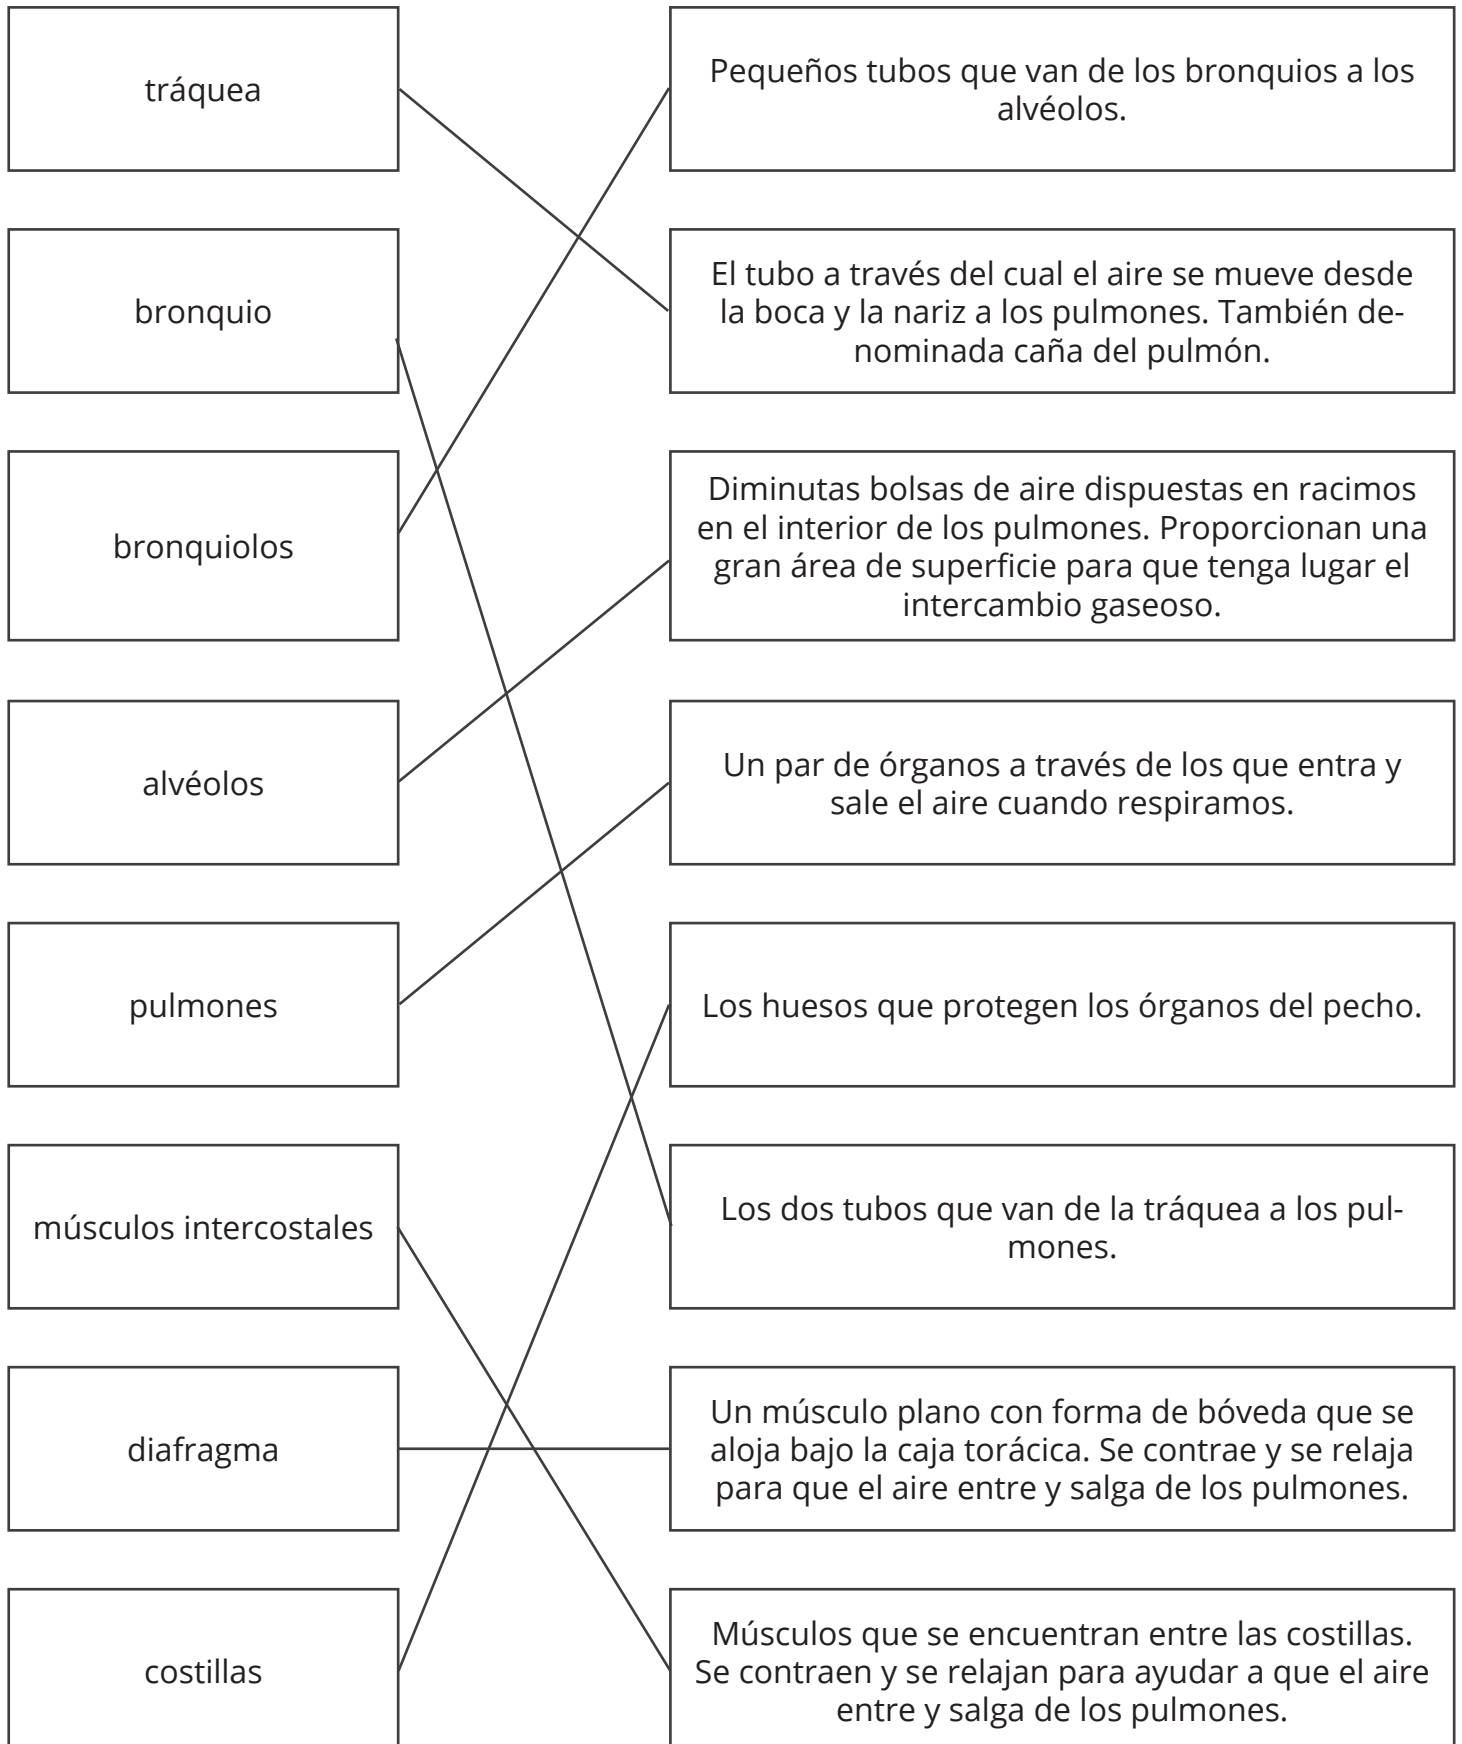 tráquea
Pequeños tubos que van de los bronquios a los
alvéolos.
bronquio
El tubo a través del cual el aire se mueve desde
la boca y la nariz a los pulmones. También de-
nominada caña del pulmón.
bronquiolos
Diminutas bolsas de aire dispuestas en racimos
en el interior de los pulmones. Proporcionan una
gran área de superficie para que tenga lugar el
intercambio gaseoso.
alvéolos
Un par de órganos a través de los que entra y
sale el aire cuando respiramos.
pulmones
Los huesos que protegen los órganos del pecho.
músculos intercostales
Los dos tubos que van de la tráquea a los pul-
mones.
diafragma
Un músculo plano con forma de bóveda que se
aloja bajo la caja torácica. Se contrae y se relaja
para que el aire entre y salga de los pulmones.
costillas
Músculos que se encuentran entre las costillas.
Se contraen y se relajan para ayudar a que el aire
entre y salga de los pulmones.